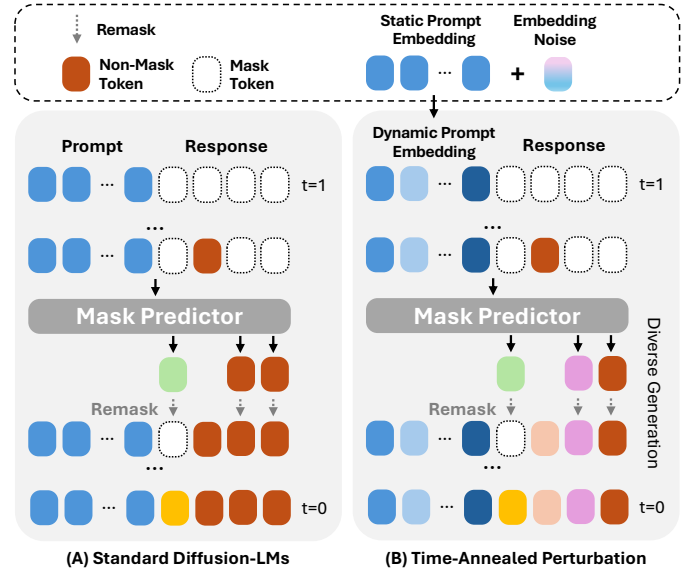 Remask
Non-Mask
Token
Mask
Token
Static Prompt
Embedding
+
Embedding
Noise
...
Prompt
Response
... t=1
...
...
Mask Predictor
Remask
...
...
... t=0
(A) Standard Diffusion-LMs
Dynamic Prompt
Embedding
Response
... t=1
...
...
Mask Predictor
Remask
...
...
... t=0
Diverse Generation
(B) Time-Annealed Perturbation